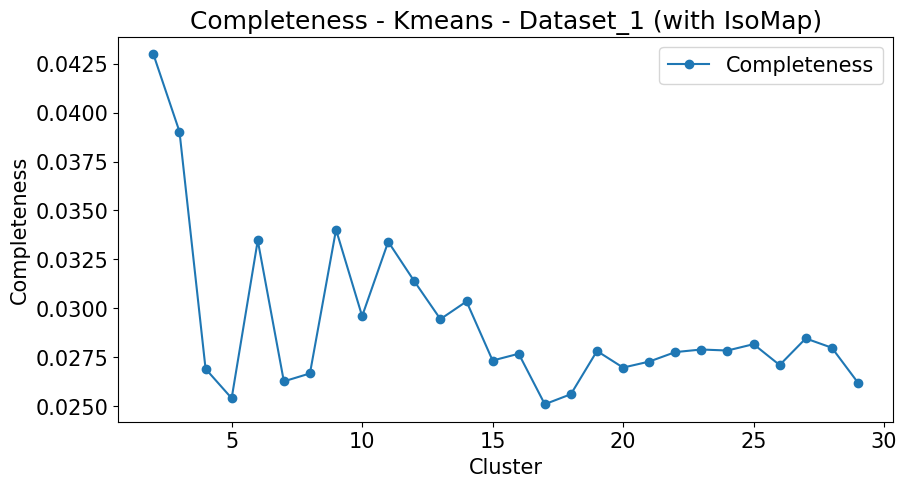 Completeness - Kmeans - Dataset_1 (with IsoMap)
Completeness
0.0425
0.0400
0.0375
0.0350
0.0325
0.0300
0.0275
0.0250
Completeness
5 10 15 20 25 30
Cluster